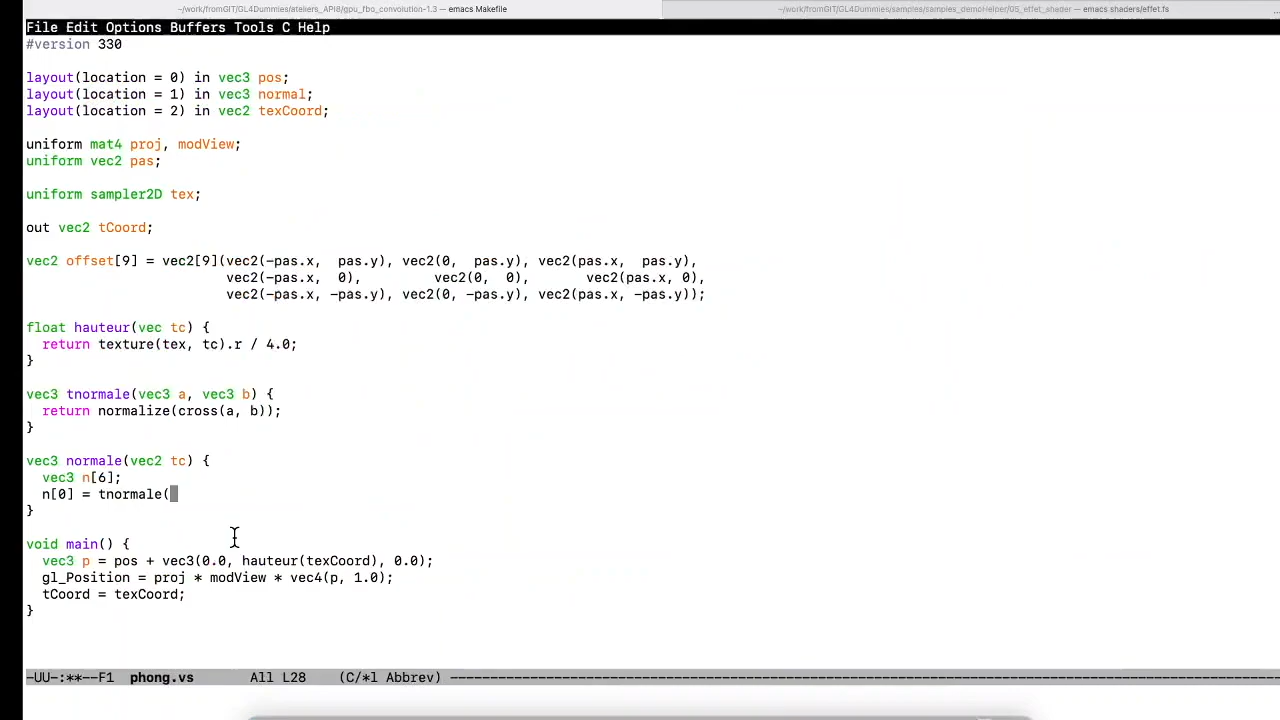 ~/work/fromGIT/GL4Dummies/atekers_API8/gpu_fbo_convolution-1.3 — emacs Makefile
~/work/fromGIT/GL4Dummies/samples/samples_demoHelper/05_effet_shader — emacs shaders/effet.fs
File Edit Options Buffers Tools C Help
#version 330
layout(location = 0) in vec3 pos;
layout(location = 1) in vec3 normal;
layout(location = 2) in vec2 texCoord;
uniform mat4 proj, modView;
uniform vec2 pas;
uniform sampler2D tex;
out vec2 tCoord;
vec2 offset[9] = vec2[9](vec2(-pas.x,  pas.y), vec2(0,  pas.y), vec2(pas.x,  pas.y),
vec2(-pas.x,  0),         vec2(0,  0),       vec2(pas.x, 0),
vec2(-pas.x, -pas.y), vec2(0, -pas.y), vec2(pas.x, -pas.y));
float hauteur(vec tc) {
return texture(tex, tc).r / 4.0;
}
vec3 tnormale(vec3 a, vec3 b) {
return normalize(cross(a, b));
}
vec3 normale(vec2 tc) {
vec3 n[6];
n[0] = tnormale(
}
void main() {
vec3 p = pos + vec3(0.0, hauteur(texCoord), 0.0);
gl_Position = proj * modView * vec4(p, 1.0);
tCoord = texCoord;
}
-UU-:**--F1  phong.vs       All L28    (C/*l Abbrev) ----------------------------------------------------------------